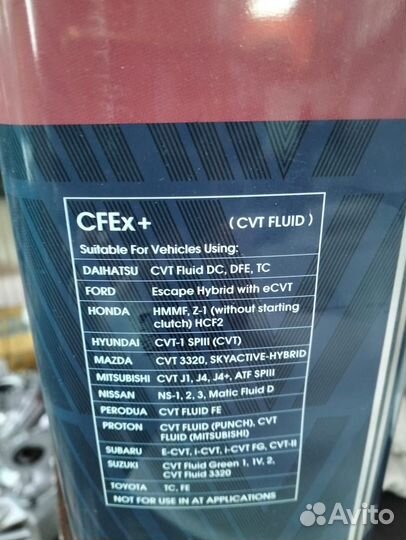 CFEx+ (CVT FLUID)
Suitable For Vehicles Using:
DAIHATSU CVT Fluid DC, DFE, TC
FORD Escape Hybrid with eCVT
HONDA HMMF, Z-1 (without starting
clutch) HCF2
HYUNDAI CVT-1 SPIII (CVT)
MAZDA CVT 3320, SKYACTIVE-HYBRID
MITSUBISHI CVT J1, J4, J4+, ATF SPIII
NISSAN NS-1, 2, 3, Matic Fluid D
PERODUA CVT FLUID FE
PROTON CVT FLUID (PUNCH), CVT
FLUID (MITSUBISHI)
SUBARU E-CVT, i-CVT, i-CVT FG, CVT-II
SUZUKI CVT Fluid Green 1, 1V, 2,
CVT Fluid 3320
TOYOTA TC, FE
NOT FOR USE IN AT APPLICATIONS
Avito